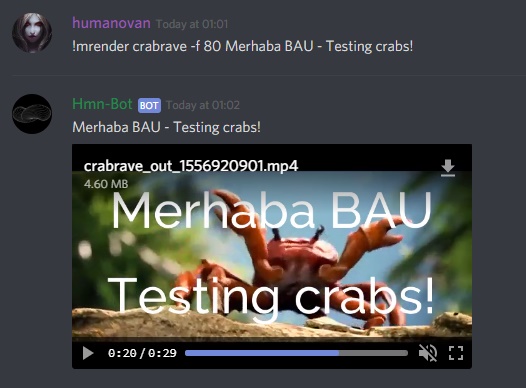 humanovan Today at 01:01
!mrender crabrave -f 80 Merhaba BAU - Testing crabs!
Hmn-Bot BOT Today at 01:02
Merhaba BAU - Testing crabs!
crabrave_out_1556920901.mp4
4.60 MB
Merhaba BAU
Testing crabs!
0:20/0:29